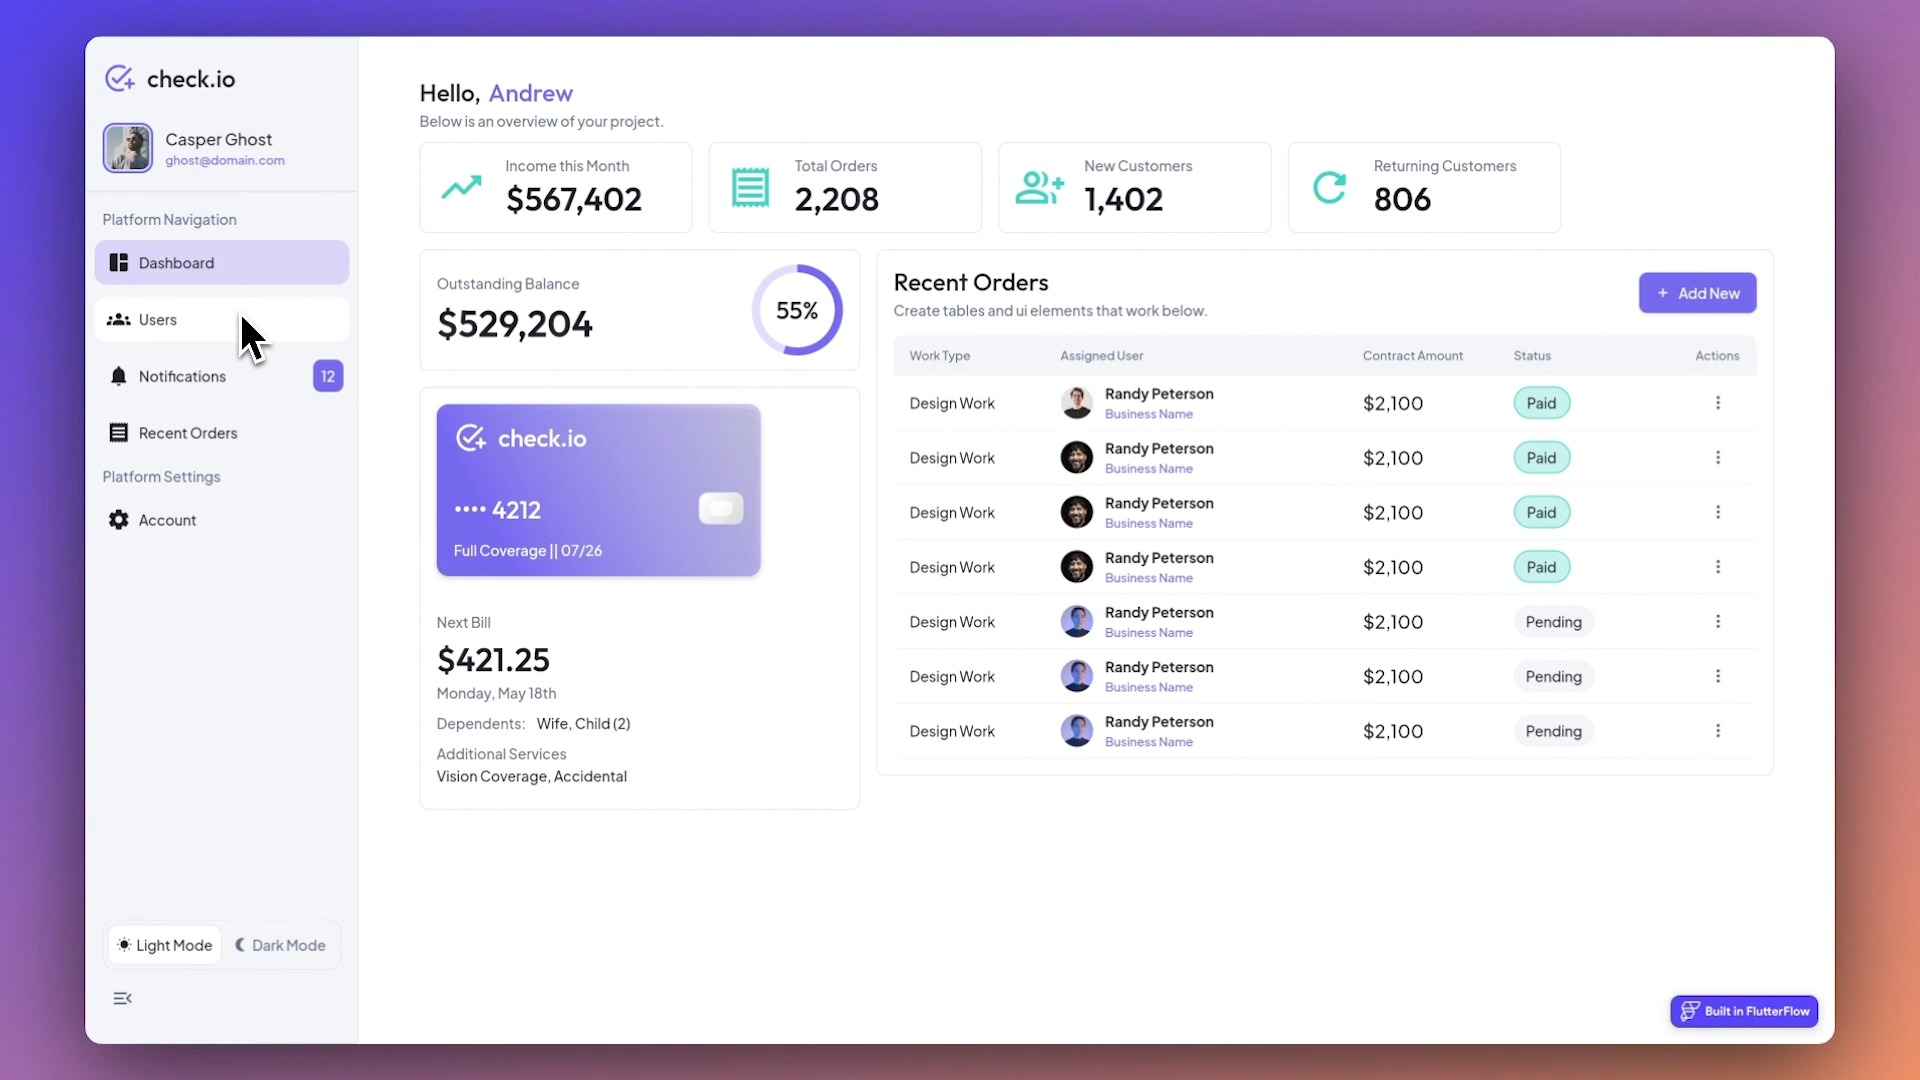 check.io
Casper Ghost
ghost@domain.com
Platform Navigation
Dashboard
Users
Notifications
12
Recent Orders
Platform Settings
Account
Light Mode
Dark Mode
Hello, Andrew
Below is an overview of your project.
Income this Month
$567,402
Total Orders
2,208
New Customers
1,402
Returning Customers
806
Outstanding Balance
$529,204
55%
check.io
•••• 4212
Full Coverage || 07/26
Next Bill
$421.25
Monday, May 18th
Dependents: Wife, Child (2)
Additional Services
Vision Coverage, Accidental
Recent Orders
Create tables and ui elements that work below.
+ Add New
Work Type Assigned User Contract Amount Status Actions
Design Work Randy Peterson $2,100 Paid
Business Name
Design Work Randy Peterson $2,100 Paid
Business Name
Design Work Randy Peterson $2,100 Paid
Business Name
Design Work Randy Peterson $2,100 Paid
Business Name
Design Work Randy Peterson $2,100 Pending
Business Name
Design Work Randy Peterson $2,100 Pending
Business Name
Design Work Randy Peterson $2,100 Pending
Business Name
Built in FlutterFlow